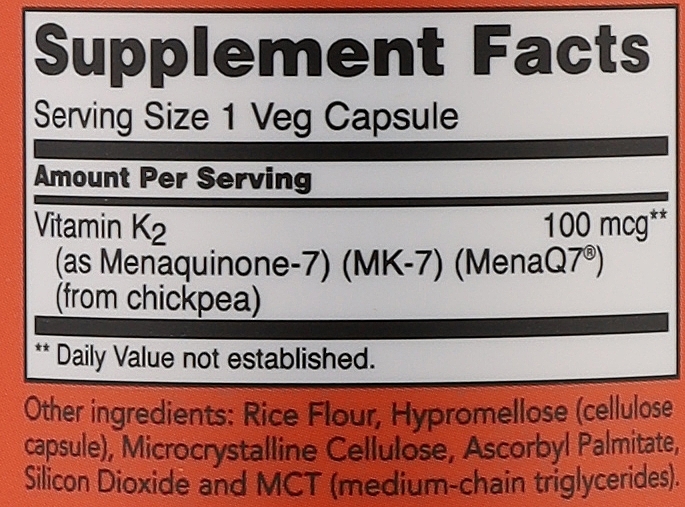 Supplement Facts
Serving Size 1 Veg Capsule
Amount Per Serving
Vitamin K2 100 mcg**
(as Menaquinone-7) (MK-7) (MenaQ7®)
(from chickpea)
** Daily Value not established.
Other ingredients: Rice Flour, Hypromellose (cellulose
capsule), Microcrystalline Cellulose, Ascorbyl Palmitate,
Silicon Dioxide and MCT (medium-chain triglycerides).